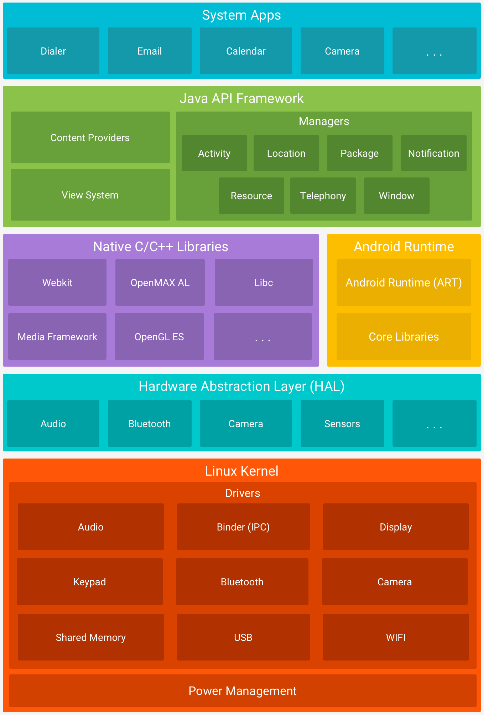 System Apps
Dialer
Email
Calendar
Camera
. . .
Java API Framework
Content Providers
View System
Managers
Activity
Location
Package
Notification
Resource
Telephony
Window
Native C/C++ Libraries
Webkit
OpenMAX AL
Libc
Media Framework
OpenGL ES
. . .
Android Runtime
Android Runtime (ART)
Core Libraries
Hardware Abstraction Layer (HAL)
Audio
Bluetooth
Camera
Sensors
. . .
Linux Kernel
Drivers
Audio
Binder (IPC)
Display
Keypad
Bluetooth
Camera
Shared Memory
USB
WIFI
Power Management